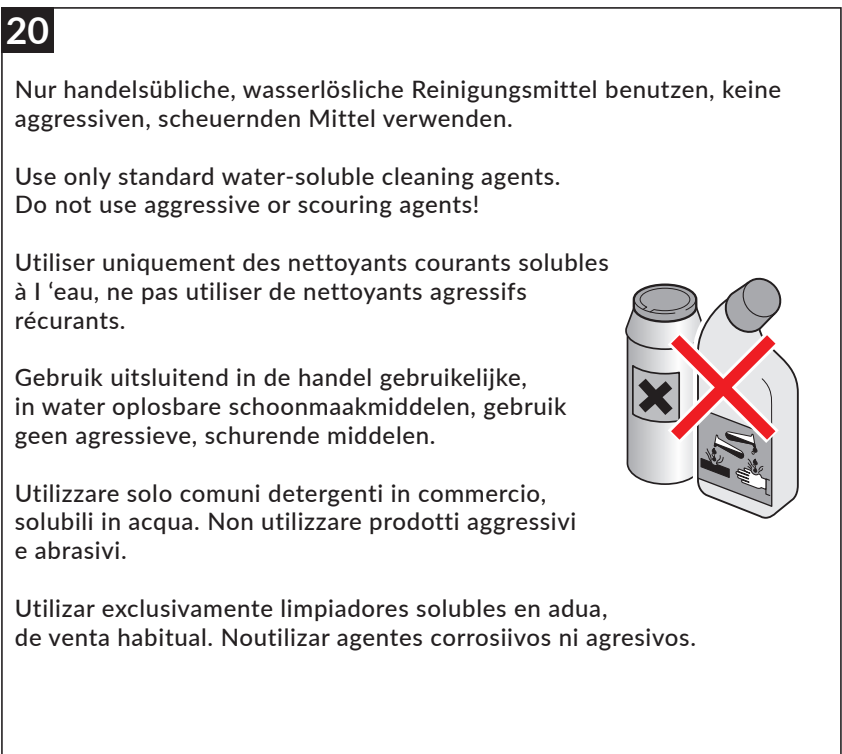 20
Nur handelsübliche, wasserlösliche Reinigungsmittel benutzen, keine
aggressiven, scheuernden Mittel verwenden.
Use only standard water-soluble cleaning agents.
Do not use aggressive or scouring agents!
Utiliser uniquement des nettoyants courants solubles
à l ‘eau, ne pas utiliser de nettoyants agressifs
récurants.
Gebruik uitsluitend in de handel gebruikelijke,
in water oplosbare schoonmaakmiddelen, gebruik
geen agressieve, schurende middelen.
Utilizzare solo comuni detergenti in commercio,
solubili in acqua. Non utilizzare prodotti aggressivi
e abrasivi.
Utilizar exclusivamente limpiadores solubles en adua,
de venta habitual. Noutilizar agentes corrosiivos ni agresivos.